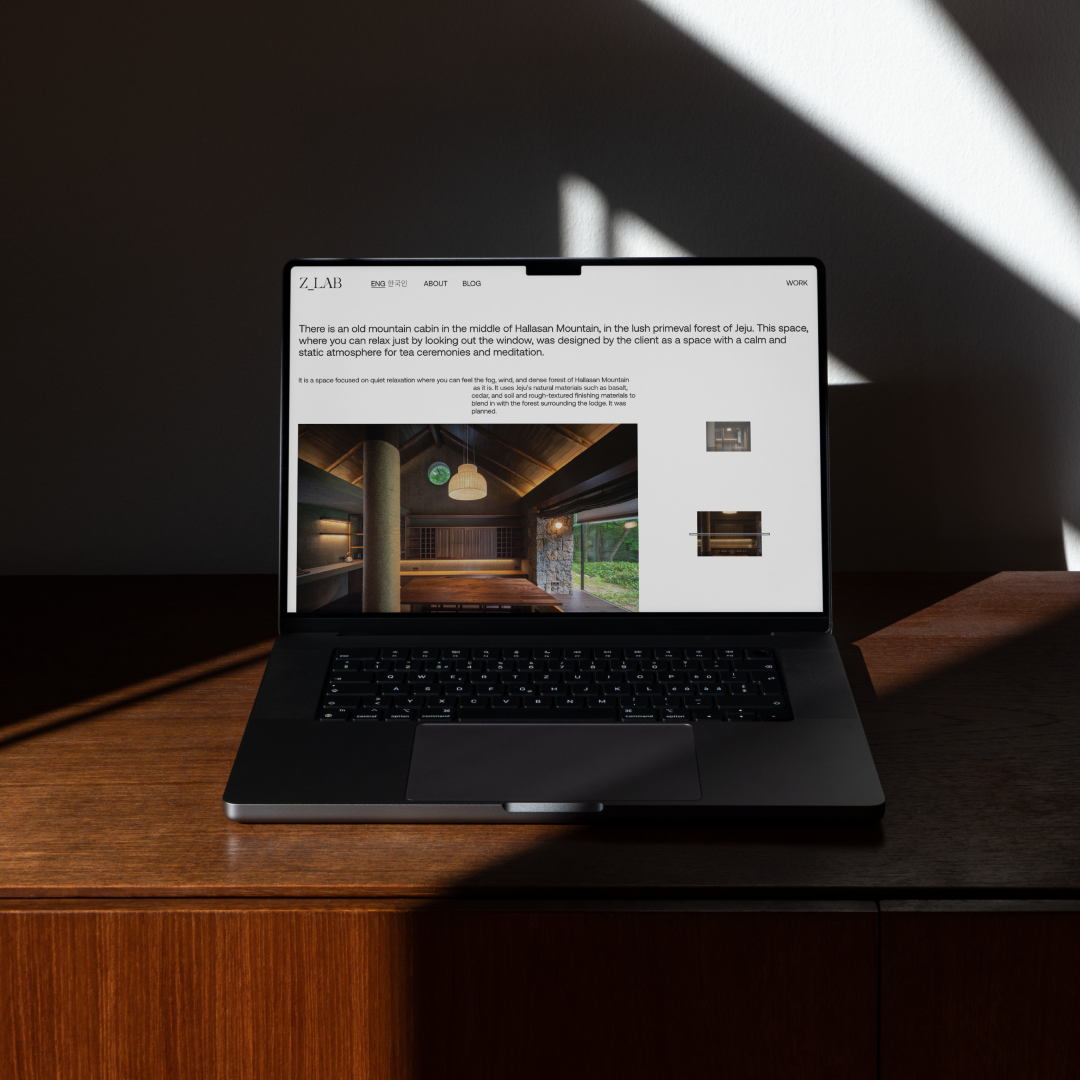 Z_LAB
ENG 한국인
ABOUT
BLOG
WORK
There is an old mountain cabin in the middle of Hallasan Mountain, in the lush primeval forest of Jeju. This space,
where you can relax just by looking out the window, was designed by the client as a space with a calm and
static atmosphere for tea ceremonies and meditation.
It is a space focused on quiet relaxation where you can feel the fog, wind, and dense forest of Hallasan Mountain
as it is. It uses Jeju's natural materials such as basalt,
cedar, and soil and rough-textured finishing materials to
blend in with the forest surrounding the lodge. It was
planned.
Q W E R T Z U I O P
A S D F G H J K L
Y X C V B N M
control option command command option